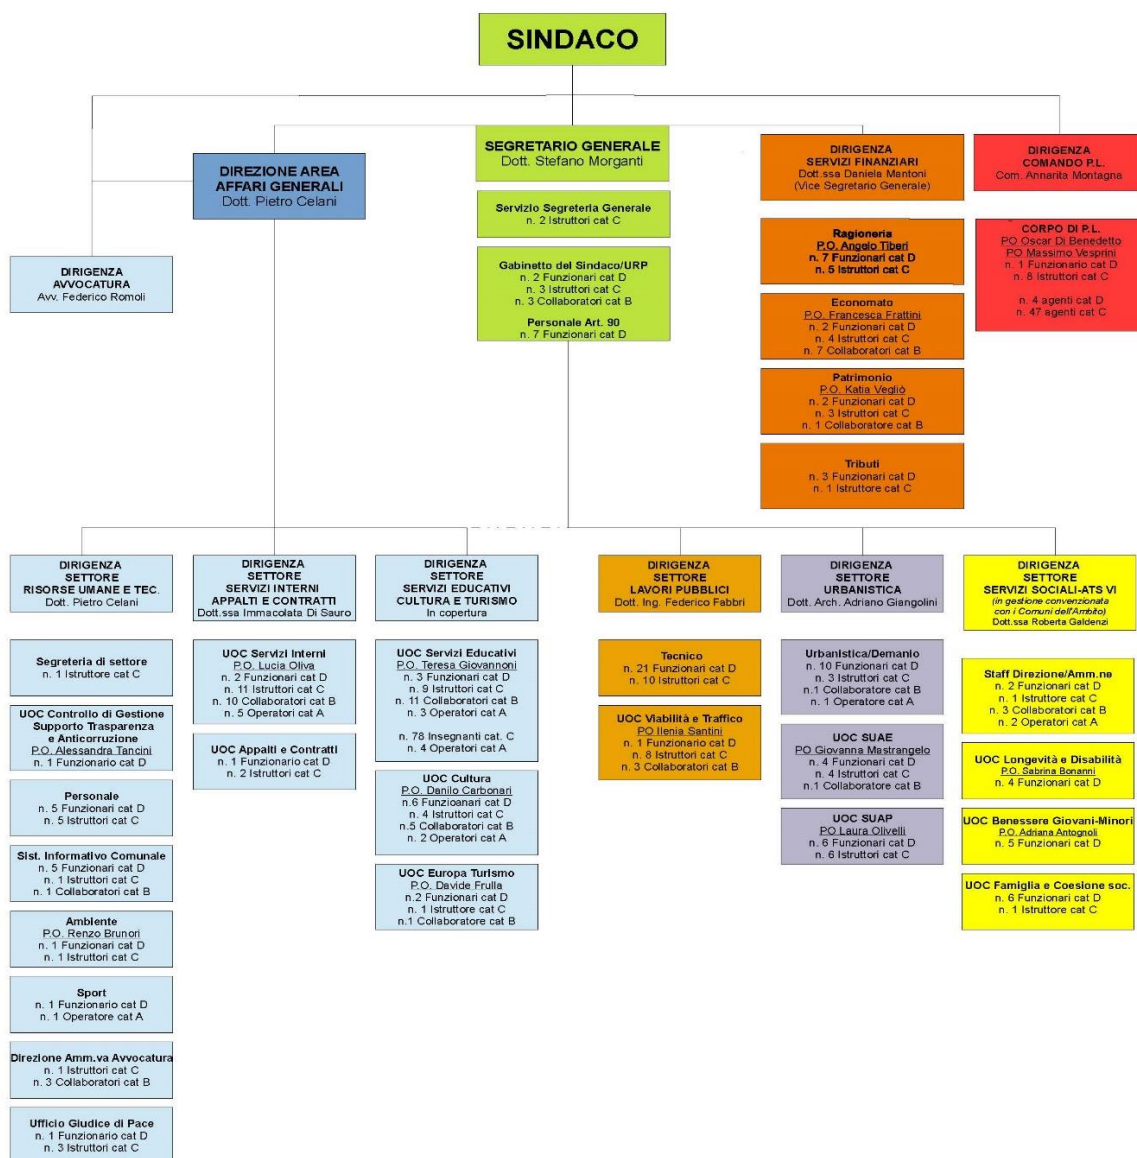 SINDACO
DIREZIONE AREA
AFFARI GENERALI
Dott. Pietro Celani
SEGRETARIO GENERALE
Dott. Stefano Morganti
DIRIGENZA
SERVIZI FINANZIARI
Dott.ssa Daniela Mantoni
(Vice Segretario Generale)
DIRIGENZA
COMANDO P.L.
Com. Annarita Montagna
DIRIGENZA
AVVOCATURA
Avv. Federico Romoli
Servizio Segreteria Generale
n. 2 Istruttori cat C
Gabinetto del Sindaco/URP
n. 2 Funzionari cat D
n. 3 Istruttori cat C
n. 3 Collaboratori cat B
Personale Art. 90
n. 7 Funzionari cat D
Ragioneria
P.O. Angelo Tiberi
n. 7 Funzionari cat D
n. 5 Istruttori cat C
Economato
P.O. Francesca Frattini
n. 2 Funzionari cat D
n. 4 Istruttori cat C
n. 7 Collaboratori cat B
Patrimonio
P.O. Katia Vegliò
n. 2 Funzionari cat D
n. 3 Istruttori cat C
n. 1 Collaboratore cat B
Tributi
n. 3 Funzionari cat D
n. 1 Istruttore cat C
CORPO DI P.L.
PO Oscar Di Benedetto
PO Massimo Vesprini
n. 1 Funzionario cat D
n. 8 Istruttori cat C
n. 4 agenti cat D
n. 47 agenti cat C
DIRIGENZA
SETTORE
RISORSE UMANE E TEC.
Dott. Pietro Celani
Segreteria di settore
n. 1 Istruttore cat C
UOC Controllo di Gestione
Supporto Trasparenza
e Anticorruzione
P.O. Alessandra Tancini
n. 1 Funzionario cat D
Personale
n. 5 Funzionari cat D
n. 5 Istruttori cat C
Sist. Informativo Comunale
n. 5 Funzionari cat D
n. 1 Istruttori cat C
n. 1 Collaboratori cat B
Ambiente
P.O. Renzo Brunori
n. 1 Funzionari cat D
n. 1 Istruttori cat C
Sport
n. 1 Funzionario cat D
n. 1 Operatore cat A
Direzione Amm.va Avvocatura
n. 1 Istruttori cat C
n. 3 Collaboratori cat B
Ufficio Giudice di Pace
n. 1 Funzionario cat D
n. 3 Istruttori cat C
DIRIGENZA
SETTORE
SERVIZI INTERNI
APPALTI E CONTRATTI
Dott.ssa Immacolata Di Sauro
UOC Servizi Interni
P.O. Lucia Oliva
n. 2 Funzionari cat D
n. 11 Istruttori cat C
n. 10 Collaboratori cat B
n. 5 Operatori cat A
UOC Appalti e Contratti
n. 1 Funzionario cat D
n. 2 Istruttori cat C
DIRIGENZA
SETTORE
SERVIZI EDUCATIVI
CULTURA E TURISMO
In copertura
UOC Servizi Educativi
P.O. Teresa Giovannoni
n. 3 Funzionari cat D
n. 9 Istruttori cat C
n. 11 Collaboratori cat B
n. 3 Operatori cat A
n. 78 Insegnanti cat. C
n. 4 Operatori cat A
UOC Cultura
P.O. Danilo Carbonari
n.6 Funzioanari cat D
n. 4 Istruttori cat C
n.5 Collaboratori cat B
n. 2 Operatori cat A
UOC Europa Turismo
P.O. Davide Frulla
n.2 Funzionari cat D
n. 1 Istruttore cat C
n.1 Collaboratore cat B
DIRIGENZA
SETTORE
LAVORI PUBBLICI
Dott. Ing. Federico Fabbri
Tecnico
n. 21 Funzionari cat D
n. 10 Istruttori cat C
UOC Viabilità e Traffico
PO Ilenia Santini
n. 1 Funzionari cat D
n. 8 Istruttori cat C
n. 3 Collaboratori cat B
DIRIGENZA
SETTORE
URBANISTICA
Dott. Arch. Adriano Giangolini
Urbanistica/Demanio
n. 10 Funzionari cat D
n. 3 Istruttori cat C
n.1 Collaboratore cat B
n. 1 Operatore cat A
UOC SUAE
PO Giovanna Mastrangelo
n. 4 Funzionari cat D
n. 4 Istruttori cat C
n.1 Collaboratore cat B
UOC SUAP
PO Laura Olivelli
n. 6 Funzionari cat D
n. 6 Istruttori cat C
DIRIGENZA
SETTORE
SERVIZI SOCIALI-ATS VI
(in gestione convenzionata
con i Comuni dell'Ambito)
Dott.ssa Roberta Galdenzi
Staff Direzione/Amm.ne
n. 2 Funzionari cat D
n. 1 Istruttore cat C
n. 3 Collaboratori cat B
n. 2 Operatori cat A
UOC Longevità e Disabilità
P.O. Sabrina Bonanni
n. 4 Funzionari cat D
UOC Benessere Giovani-Minori
P.O. Adriana Antognoli
n. 5 Funzionari cat D
UOC Famiglia e Coesione soc.
n. 6 Funzionari cat D
n. 1 Istruttore cat C